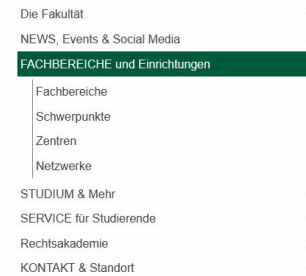 Die Fakultät
NEWS, Events & Social Media
FACHBEREICHE und Einrichtungen
Fachbereiche
Schwerpunkte
Zentren
Netzwerke
STUDIUM & Mehr
SERVICE für Studierende
Rechtsakademie
KONTAKT & Standort